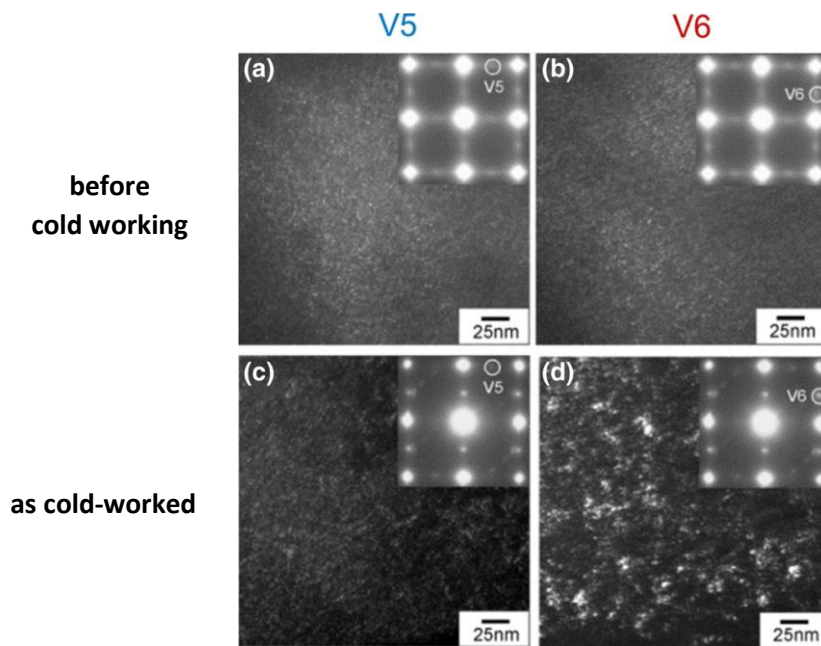 V5
V6
before
cold working
(a)
V5
25nm
(b)
V6
25nm
as cold-worked
(c)
V5
25nm
(d)
V6
25nm